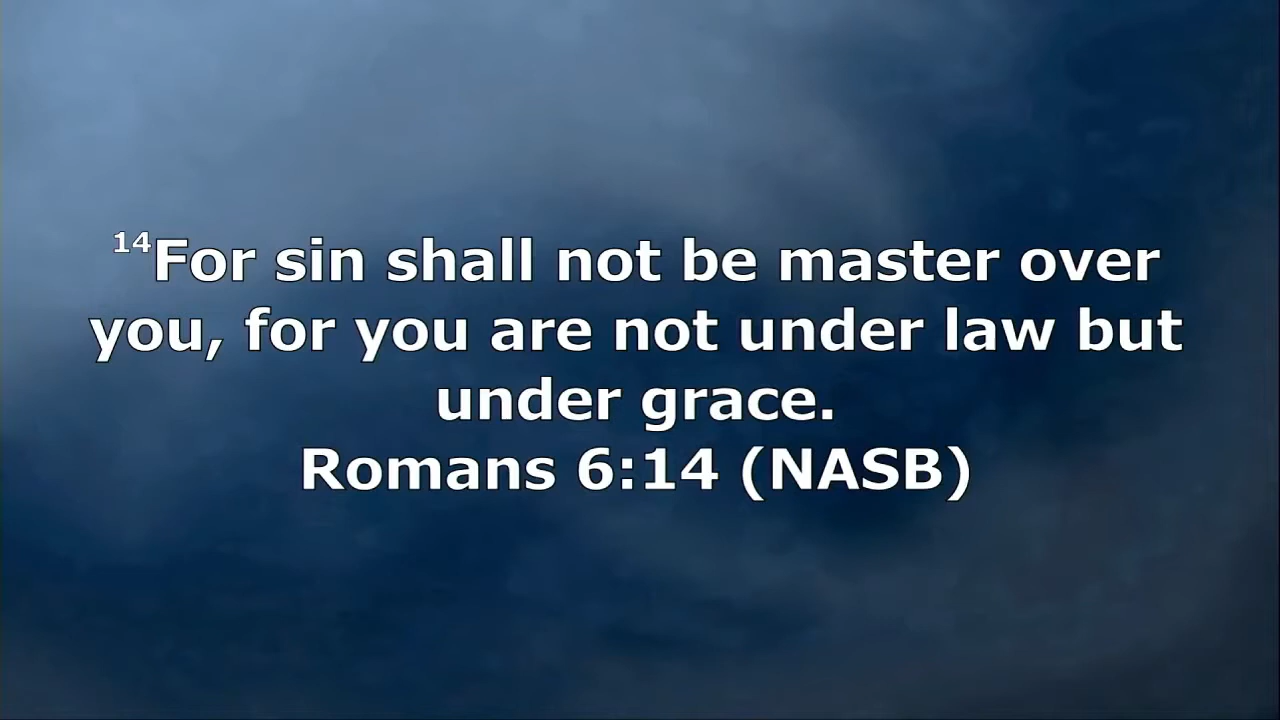 14For sin shall not be master over
you, for you are not under law but
under grace.
Romans 6:14 (NASB)